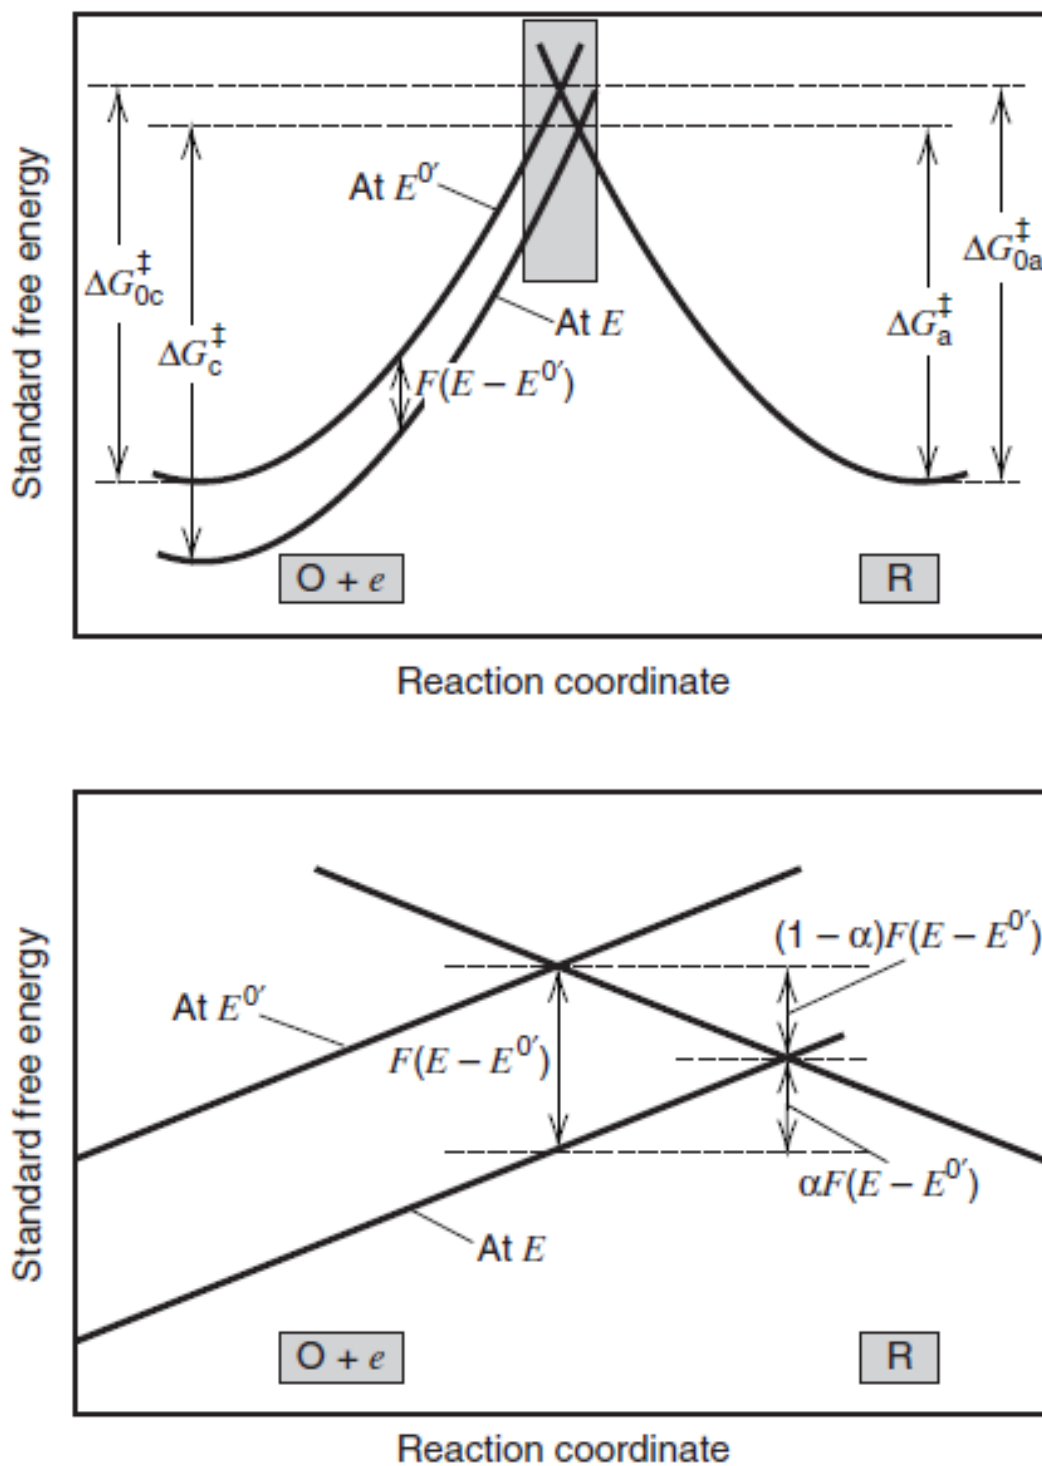 Standard free energy
At E⁰′
ΔG‡0c
ΔG‡c
ΔG‡0a
ΔG‡a
At E
F(E – E⁰′)
O + e
R
Reaction coordinate
Standard free energy
(1 – α)F(E – E⁰′)
At E⁰′
F(E – E⁰′)
αF(E – E⁰′)
At E
O + e
R
Reaction coordinate